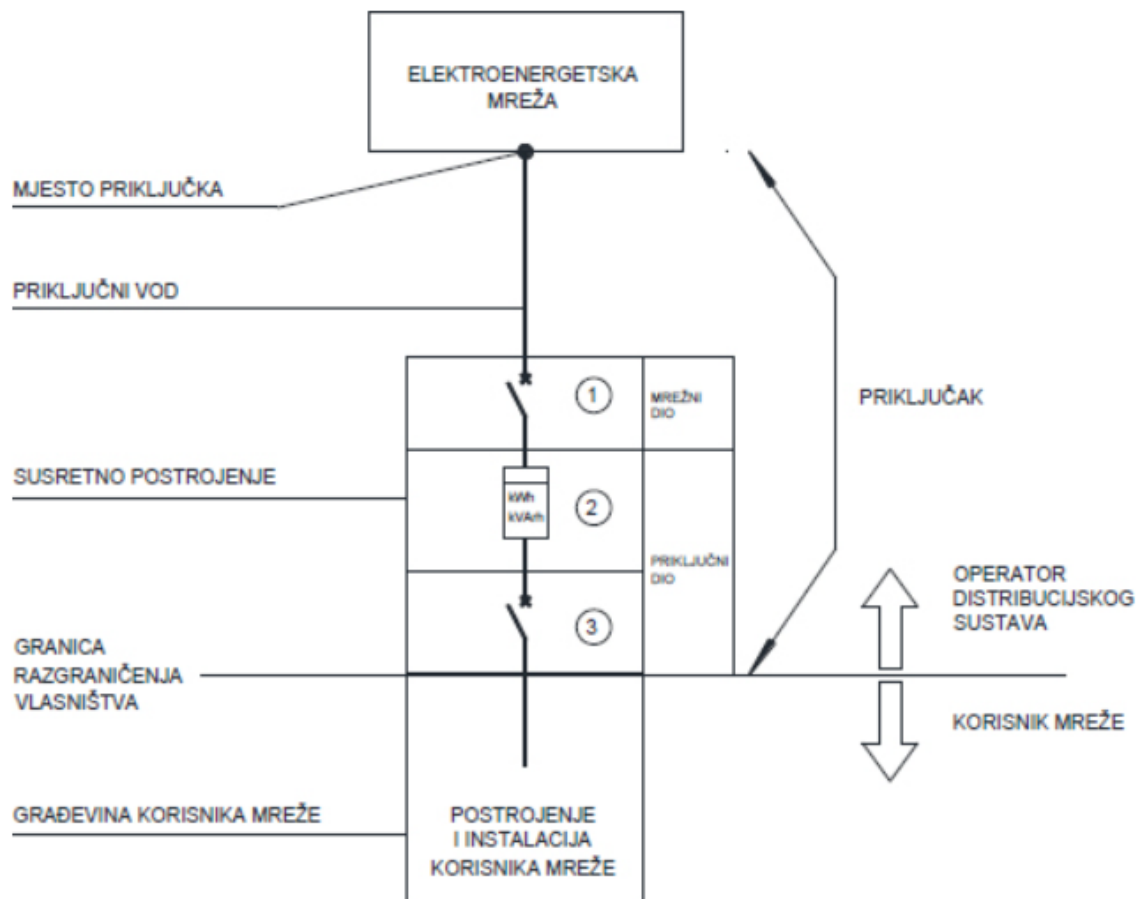 ELEKTROENERGETSKA
MREŽA
MJESTO PRIKLJUČKA
PRIKLJUČNI VOD
1
MREŽNI
DIO
PRIKLJUČAK
SUSRETNO POSTROJENJE
kWh
kVArh
2
PRIKLJUČNI
DIO
3
OPERATOR
DISTRIBUCIJSKOG
SUSTAVA
GRANICA
RAZGRANIČENJA
VLASNIŠTVA
KORISNIK MREŽE
GRAĐEVINA KORISNIKA MREŽE
POSTROJENJE
I INSTALACIJA
KORISNIKA MREŽE